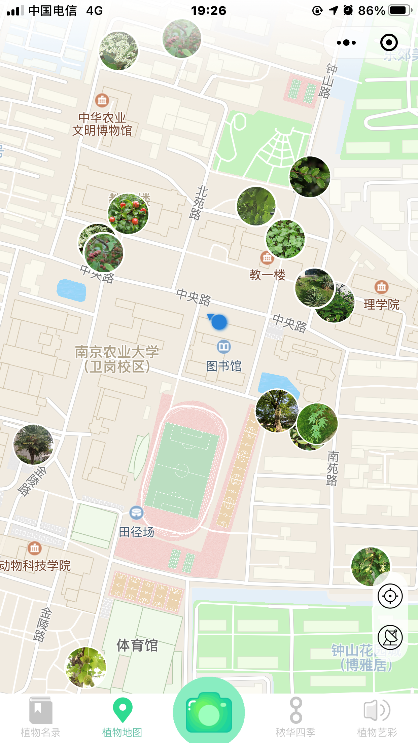 中国电信 4G
19:26
86%
钟山路
中华农业
文明博物馆
北苑路
教一楼
理学院
中央路
中央路
中央路
南京农业大学
(卫岗校区)
图书馆
南苑路
金陵路
田径场
动物科技学院
金陵路
体育馆
钟山花
(博雅居)
植物名录
植物地图
秾华四季
植物艺彩